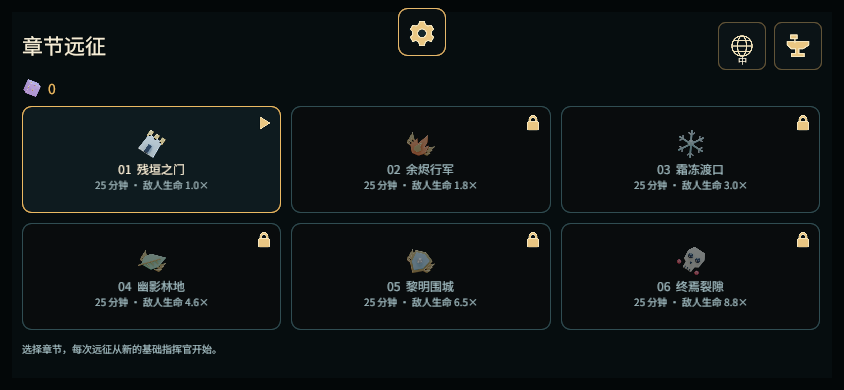 章节远征
中
0
01 残垣之门
25 分钟 • 敌人生命 1.0×
02 余烬行军
25 分钟 • 敌人生命 1.8×
03 霜冻渡口
25 分钟 • 敌人生命 3.0×
04 幽影林地
25 分钟 • 敌人生命 4.6×
05 黎明围城
25 分钟 • 敌人生命 6.5×
06 终焉裂隙
25 分钟 • 敌人生命 8.8×
选择章节，每次远征从新的基础指挥官开始。